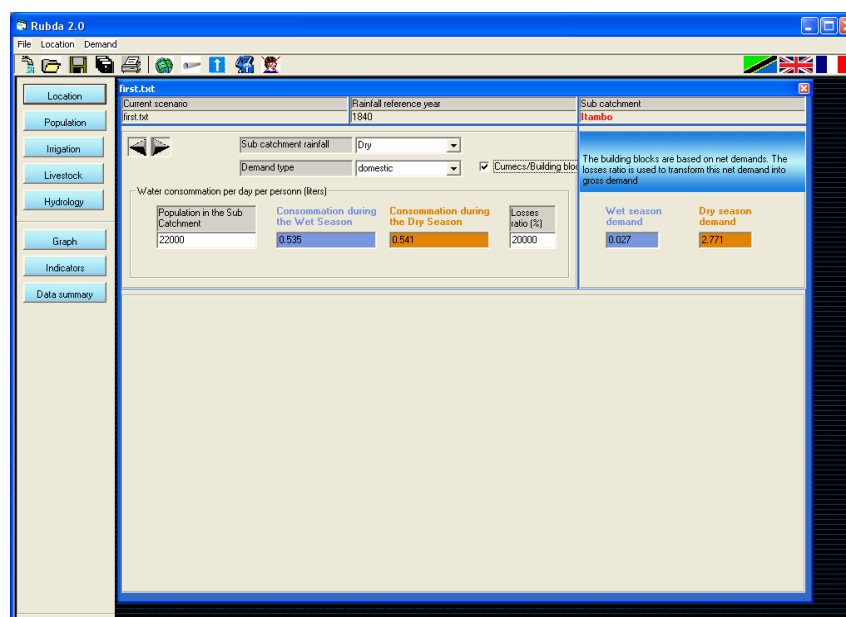 Rubda 2.0
File Location Demand
Location
Population
Irrigation
Livestock
Hydrology
Graph
Indicators
Data summary
first.txt
Current scenario Rainfall reference year Sub catchment
first.txt 1840 Itambo
Sub catchment rainfall Dry
Demand type domestic Cumecs/Building bloc
Water consommation per day per personn (liters)
Population in the Sub Catchment
22000
Consommation during
the Wet Season
0.535
Consommation during
the Dry Season
0.541
Losses
ratio (%)
20000
The building blocks are based on net demands. The
losses ratio is used to transform this net demand into
gross demand
Wet season
demand
0.027
Dry season
demand
2.771